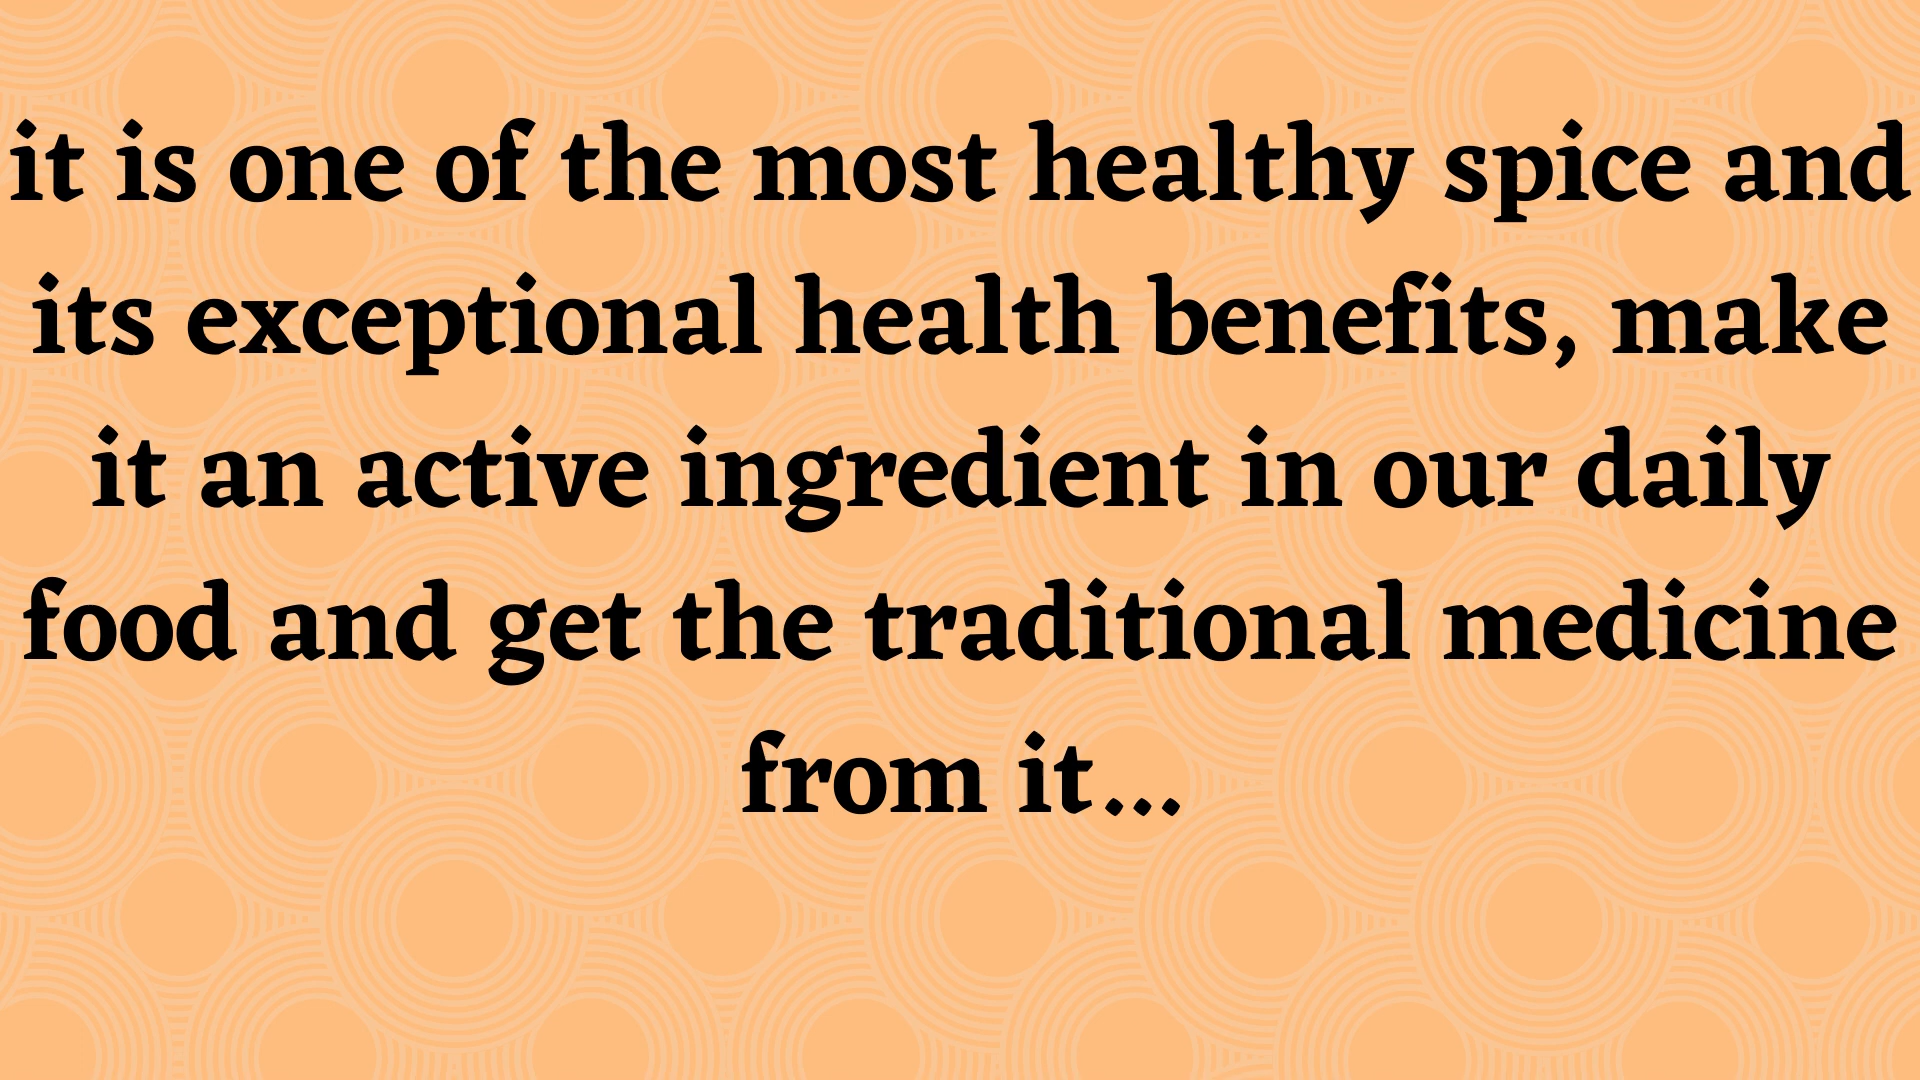 it is one of the most healthy spice and
its exceptional health benefits, make
it an active ingredient in our daily
food and get the traditional medicine
from it...